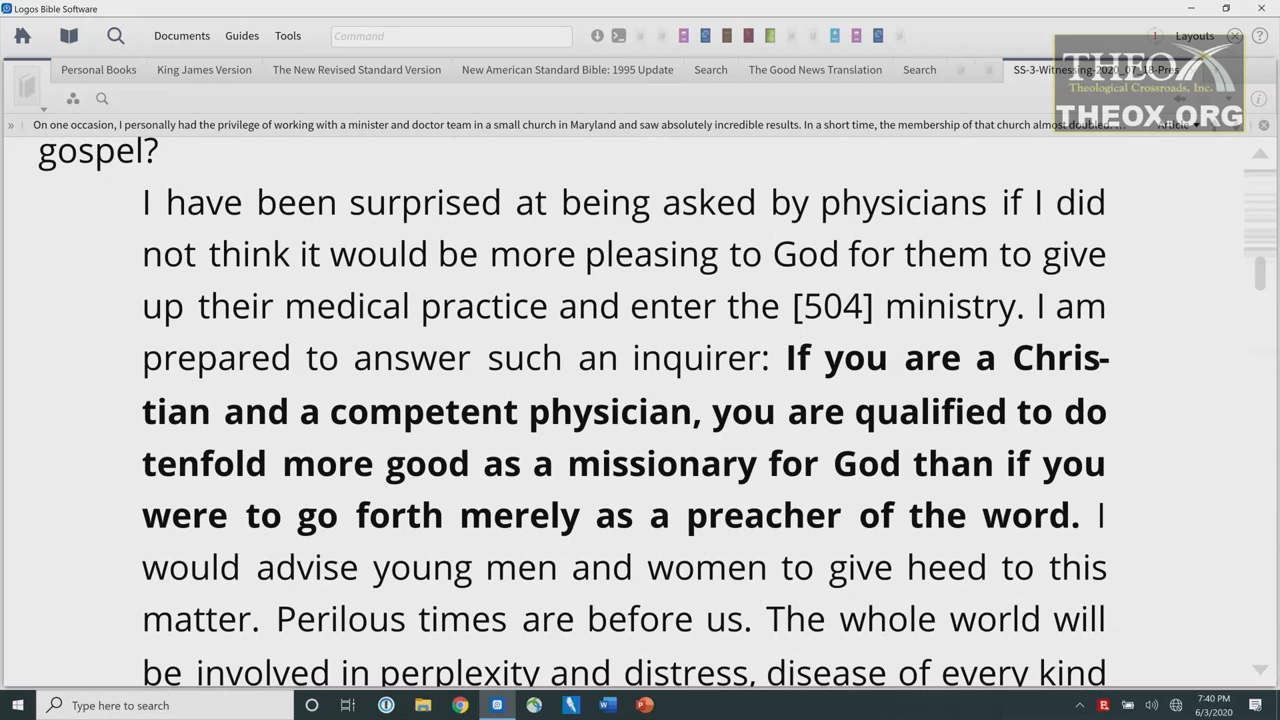 Logos Bible Software
Documents Guides Tools Command Layouts
Personal Books King James Version The New Revised New American Standard Bible: 1995 Update Search The Good News Translation Search SS-3-Witnessing-2020_07_18-Pres
THEOX
Theological Crossroads, Inc.
THEOX.ORG
» On one occasion, I personally had the privilege of working with a minister and doctor team in a small church in Maryland and saw absolutely incredible results. In a short time, the membership of that church almost doubled. ... Article
gospel?
I have been surprised at being asked by physicians if I did
not think it would be more pleasing to God for them to give
up their medical practice and enter the [504] ministry. I am
prepared to answer such an inquirer: If you are a Chris-
tian and a competent physician, you are qualified to do
tenfold more good as a missionary for God than if you
were to go forth merely as a preacher of the word. I
would advise young men and women to give heed to this
matter. Perilous times are before us. The whole world will
be involved in perplexity and distress, disease of every kind
Type here to search
7:40 PM
6/3/2020